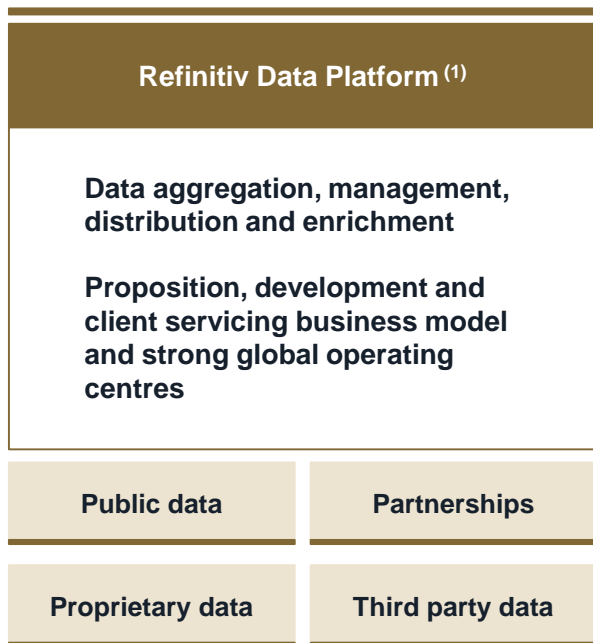 Refinitiv Data Platform (1)
Data aggregation, management,
distribution and enrichment
Proposition, development and
client servicing business model
and strong global operating
centres
Public data
Partnerships
Proprietary data
Third party data